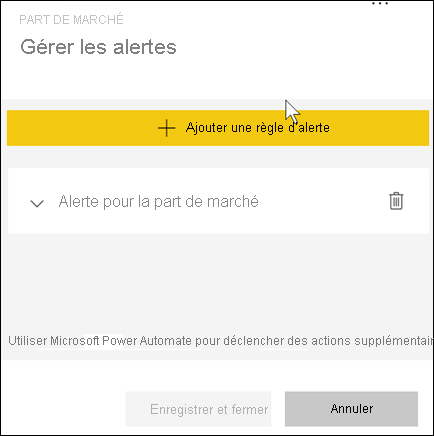 PART DE MARCHÉ
Gérer les alertes
Ajouter une règle d'alerte
Alerte pour la part de marché
Utiliser Microsoft Power Automate pour déclencher des actions supplémentair
Enregistrer et fermer
Annuler